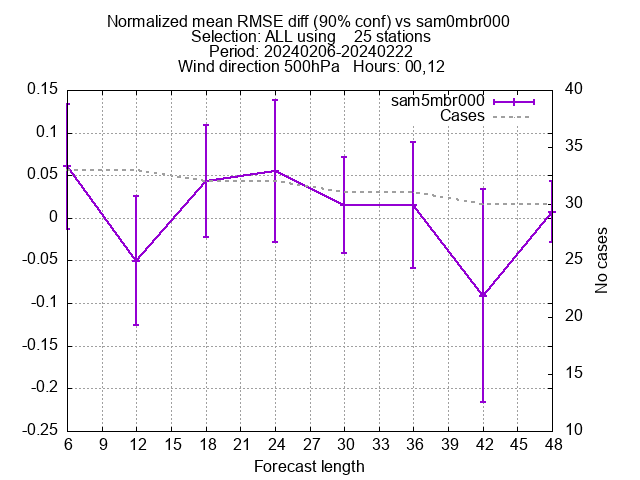 Normalized mean RMSE diff (90% conf) vs sam0mbr000
Selection: ALL using    25 stations
Period: 20240206-20240222
Wind direction 500hPa   Hours: 00,12
sam5mbr000
Cases
0.15
0.1
0.05
0
-0.05
-0.1
-0.15
-0.2
-0.25
40
35
30
25
20
15
10
No cases
6 9 12 15 18 21 24 27 30 33 36 39 42 45 48
Forecast length